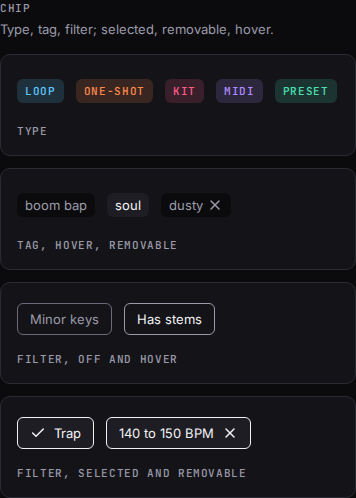 CHIP
Type, tag, filter; selected, removable, hover.
LOOP ONE-SHOT KIT MIDI PRESET
TYPE
boom bap soul dusty
TAG, HOVER, REMOVABLE
Minor keys Has stems
FILTER, OFF AND HOVER
Trap 140 to 150 BPM
FILTER, SELECTED AND REMOVABLE